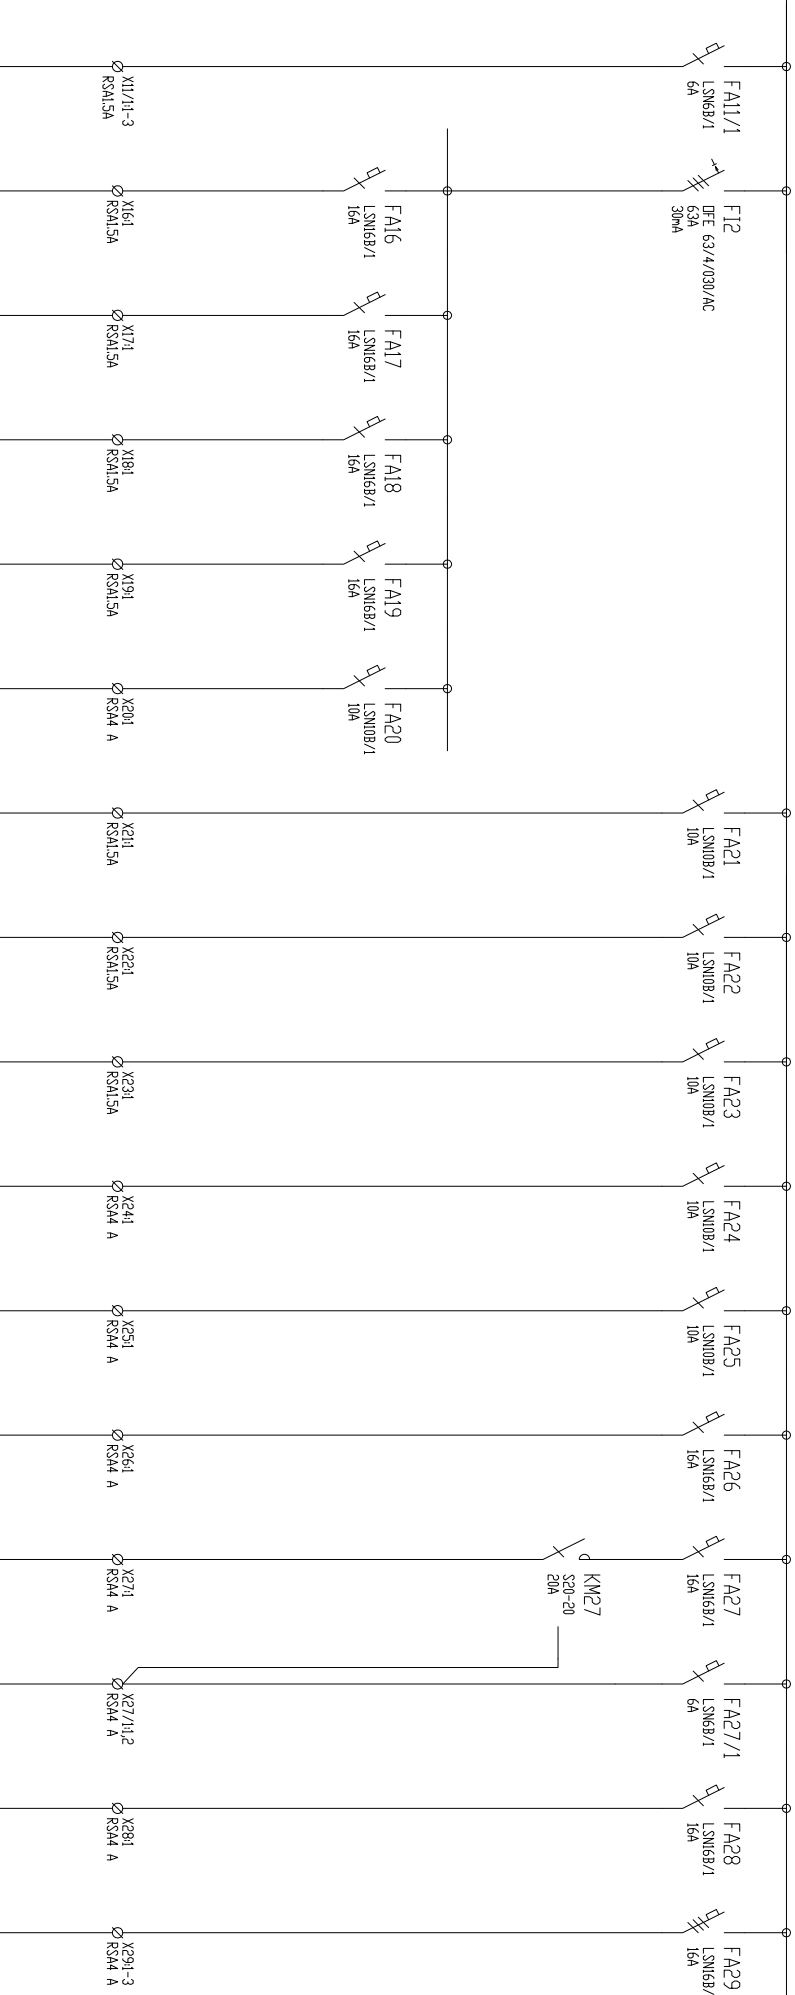 FA11/1
LSN6B/1
6A
X11/1:1-3
RSA1.5A
FI2
OFE 63/4/030/AC
63A
30mA
FA16
LSN16B/1
16A
X16:1
RSA1.5A
FA17
LSN16B/1
16A
X17:1
RSA1.5A
FA18
LSN16B/1
16A
X18:1
RSA1.5A
FA19
LSN16B/1
16A
X19:1
RSA1.5A
FA20
LSN10B/1
10A
X20:1
RSA4 A
FA21
LSN10B/1
10A
X21:1
RSA1.5A
FA22
LSN10B/1
10A
X22:1
RSA1.5A
FA23
LSN10B/1
10A
X23:1
RSA1.5A
FA24
LSN10B/1
10A
X24:1
RSA4 A
FA25
LSN10B/1
10A
X25:1
RSA4 A
FA26
LSN16B/1
16A
X26:1
RSA4 A
FA27
LSN16B/1
16A
KM27
S20-20
20A
X27:1
RSA4 A
FA27/1
LSN6B/1
6A
X27/1:1,2
RSA4 A
FA28
LSN16B/1
16A
X28:1
RSA4 A
FA29
LSN16B/
16A
X29:1-3
RSA4 A